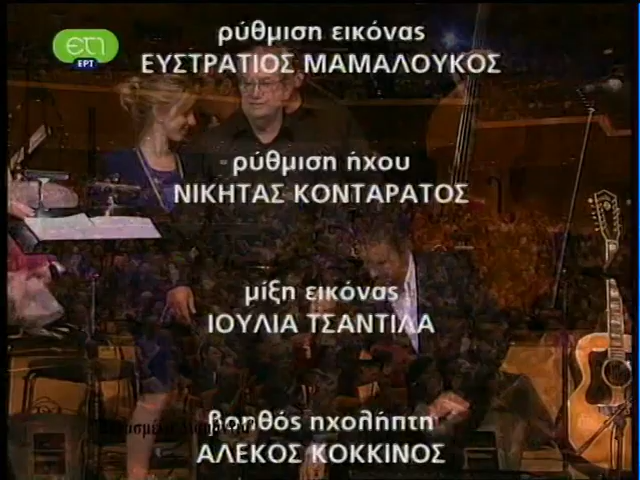 ετ1
ΕΡΤ
ρύθμιση εικόνας
ΕΥΣΤΡΑΤΙΟΣ ΜΑΜΑΛΟΥΚΟΣ
ρύθμιση ήχου
ΝΙΚΗΤΑΣ ΚΟΝΤΑΡΑΤΟΣ
μίξη εικόνας
ΙΟΥΛΙΑ ΤΣΑΝΤΙΛΑ
βοηθός ηχολήπτη
ΑΛΕΚΟΣ ΚΟΚΚΙΝΟΣ